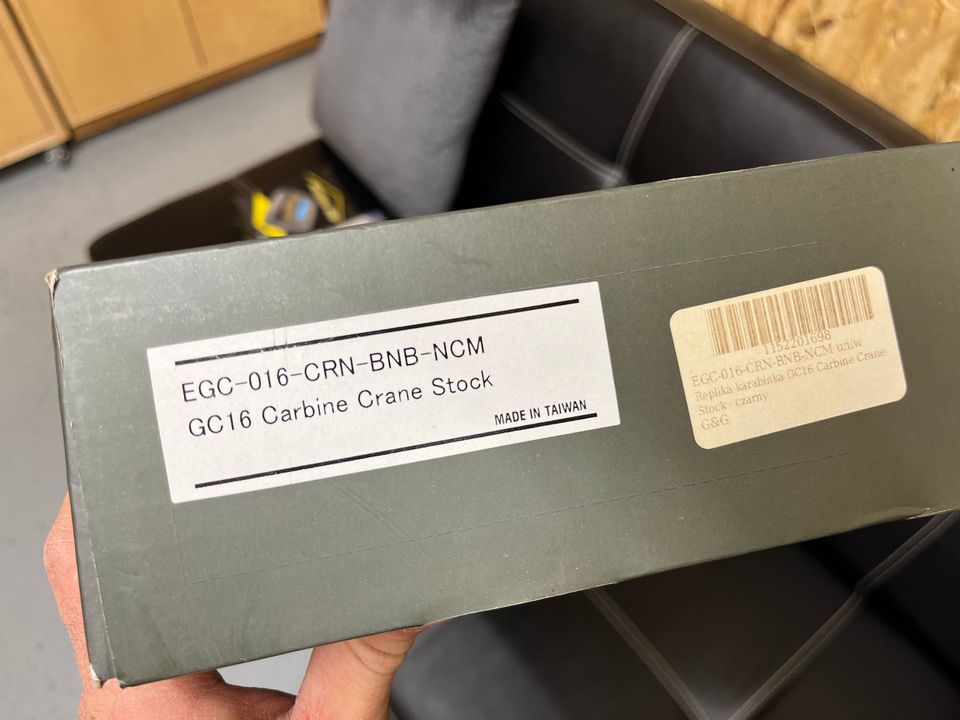 EGC-016-CRN-BNB-NCM
GC16 Carbine Crane Stock
MADE IN TAIWAN
1152201698
EGC-016-CRN-BNB-NCM uniw
Replika karabinka GC16 Carbine Crane
Stock - czarny
G&G